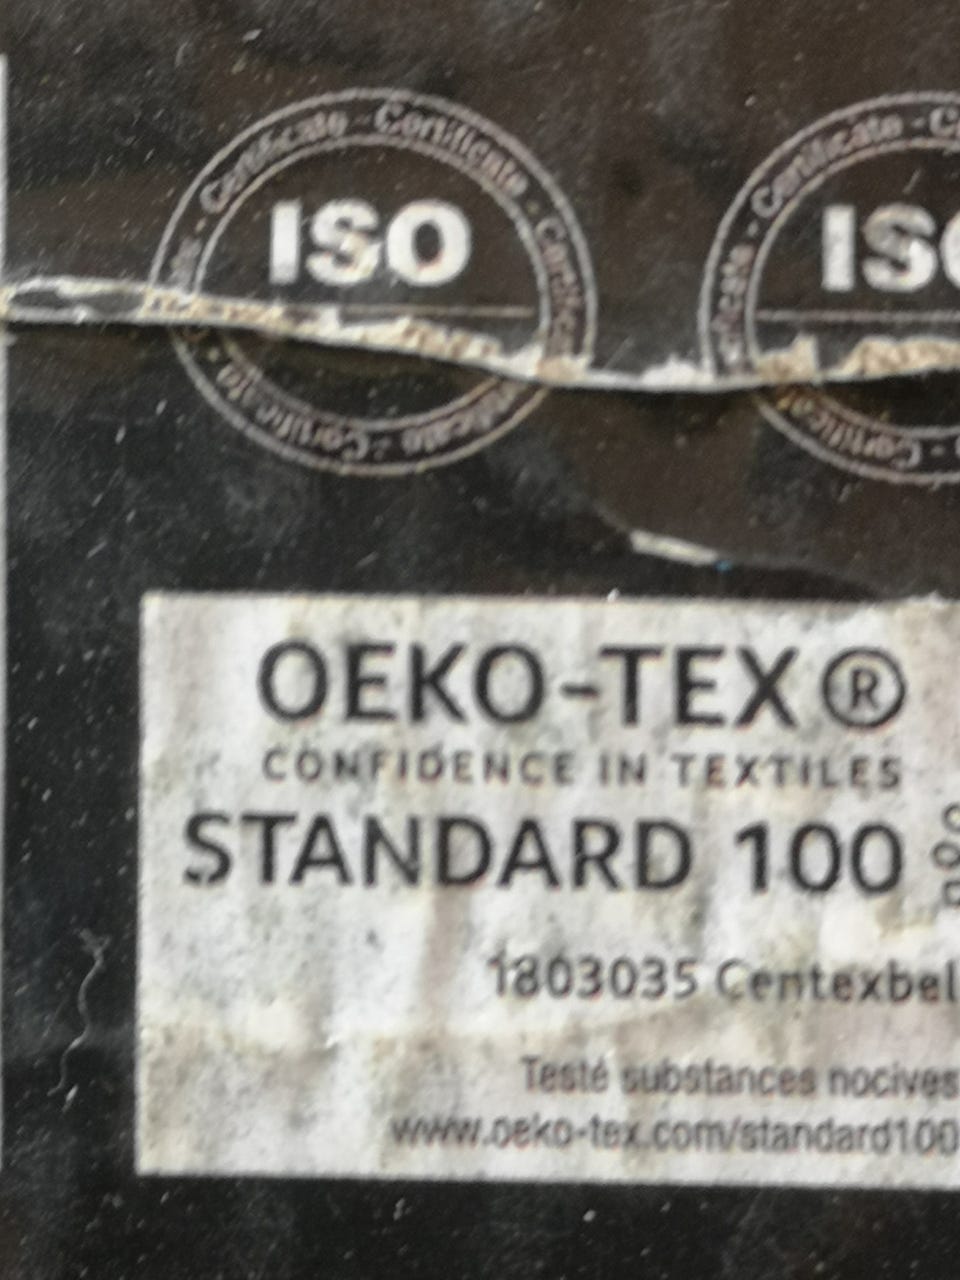 Certificate - Certificate - Certificate
ISO
Certificate - Certificate
Certificate - C
ISO
OEKO-TEX®
CONFIDENCE IN TEXTILES
STANDARD 100
1803035 Centexbel
Testé substances nocives
www.oeko-tex.com/standard100